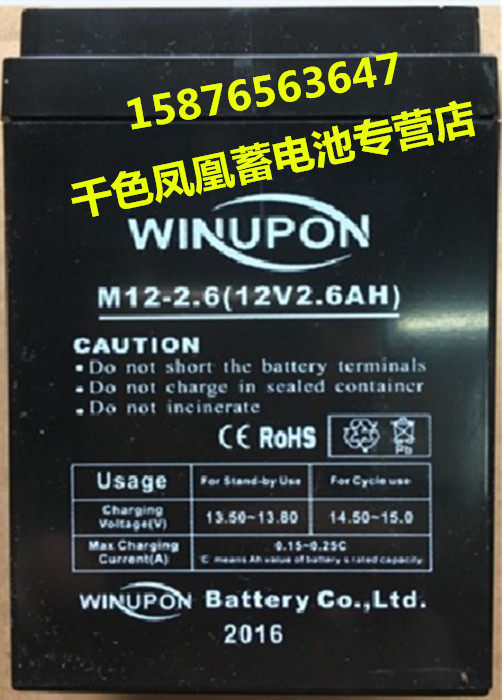 15876563647
千色凤凰蓄电池专营店
WINUPON
M12-2.6(12V2.6AH)
CAUTION
• Do not short the battery terminals
• Do not charge in sealed container
• Do not incinerate
CE RoHS Pb
Usage For Stand-by Use For Cycle use
Charging Voltage(V) 13.50~13.80 14.50~15.0
Max Charging Current(A) 0.15~0.25C
"C" means Ah value of battery's rated capacity
WINUPON Battery Co.,Ltd.
2016